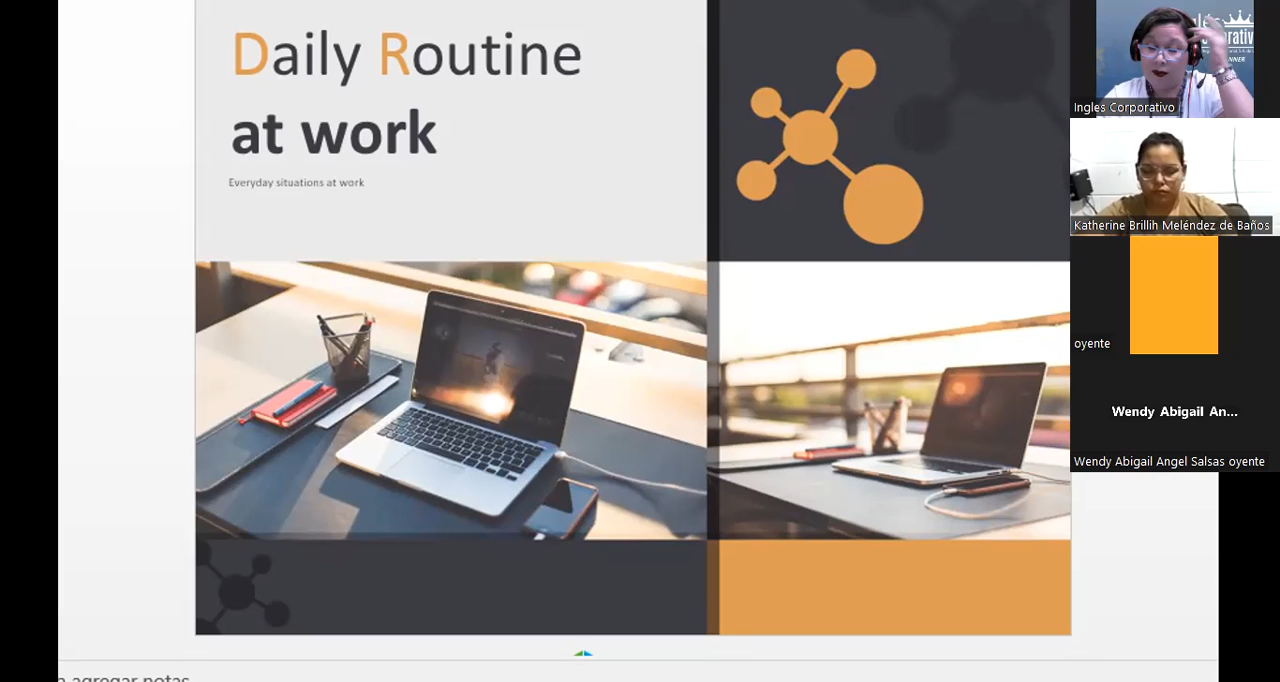 Daily Routine
at work
Everyday situations at work
agregar notas
Ingles Corporativo
Katherine Brillih Meléndez de Baños
oyente
Wendy Abigail An...
Wendy Abigail Angel Salsas oyente